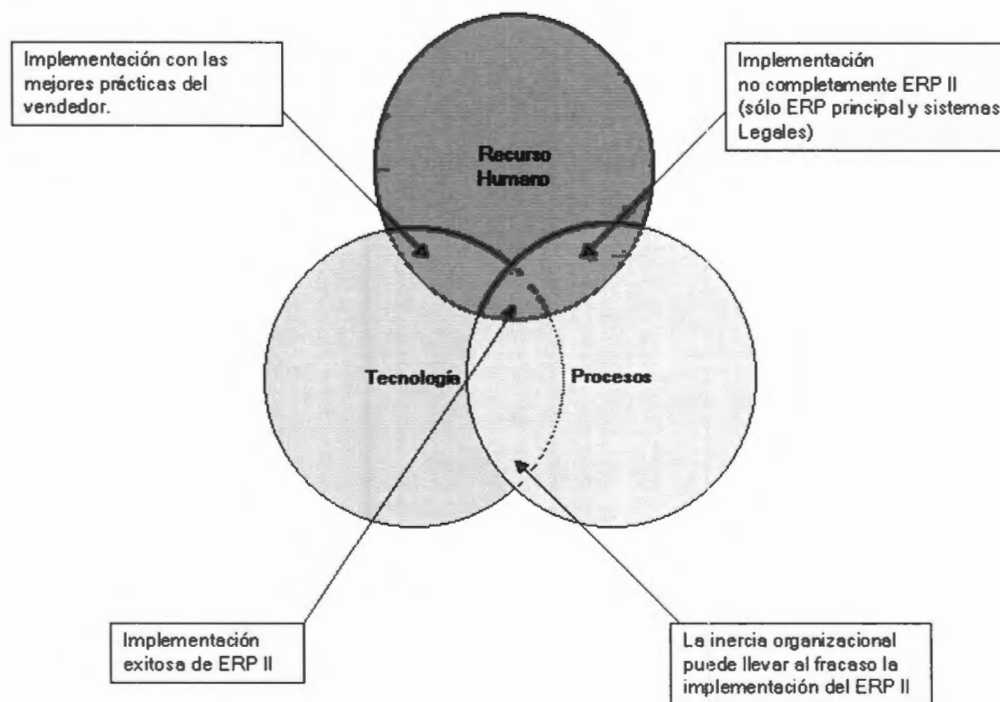 Implementación con las
mejores prácticas del
vendedor.
Implementación
no completamente ERP II
(sólo ERP principal y sistemas
Legales)
Recurso
Humano
Tecnología
Procesos
Implementación
exitosa de ERP II
La inercia organizacional
puede llevar al fracaso la
implementación del ERP II